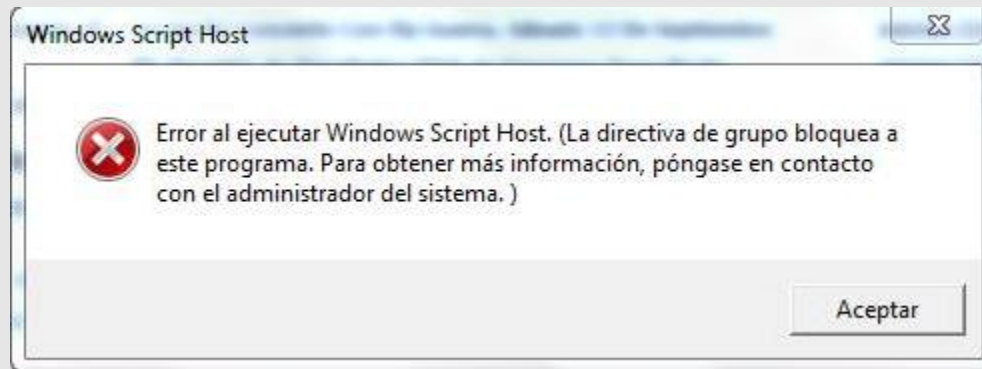 Windows Script Host
Error al ejecutar Windows Script Host. (La directiva de grupo bloquea a
este programa. Para obtener más información, póngase en contacto
con el administrador del sistema. )
Aceptar